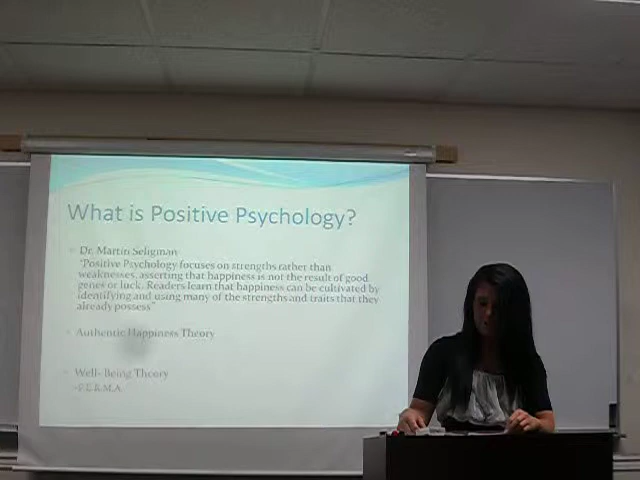 What is Positive Psychology?
Dr. Martin Seligman
"Positive Psychology focuses on strengths rather than
weaknesses, asserting that happiness is not the result of good
genes or luck. Readers learn that happiness can be cultivated by
identifying and using many of the strengths and traits that they
already possess"
Authentic Happiness Theory
Well- Being Theory
-P.E.R.M.A.